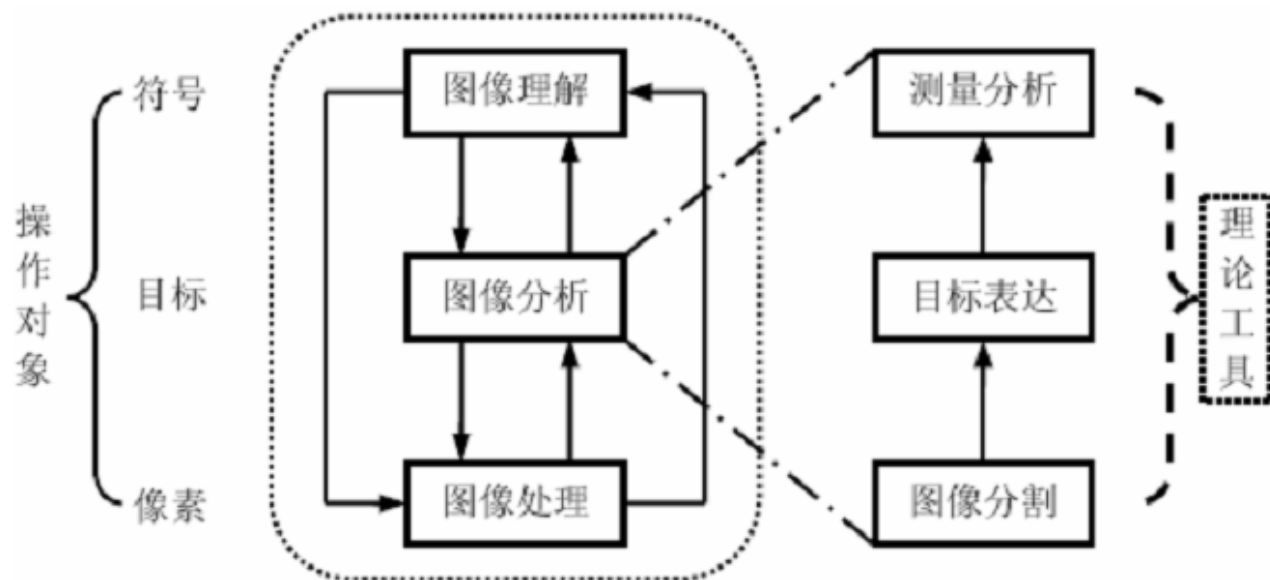 符号
图像理解
测量分析
操作对象
目标
图像分析
目标表达
理论工具
像素
图像处理
图像分割